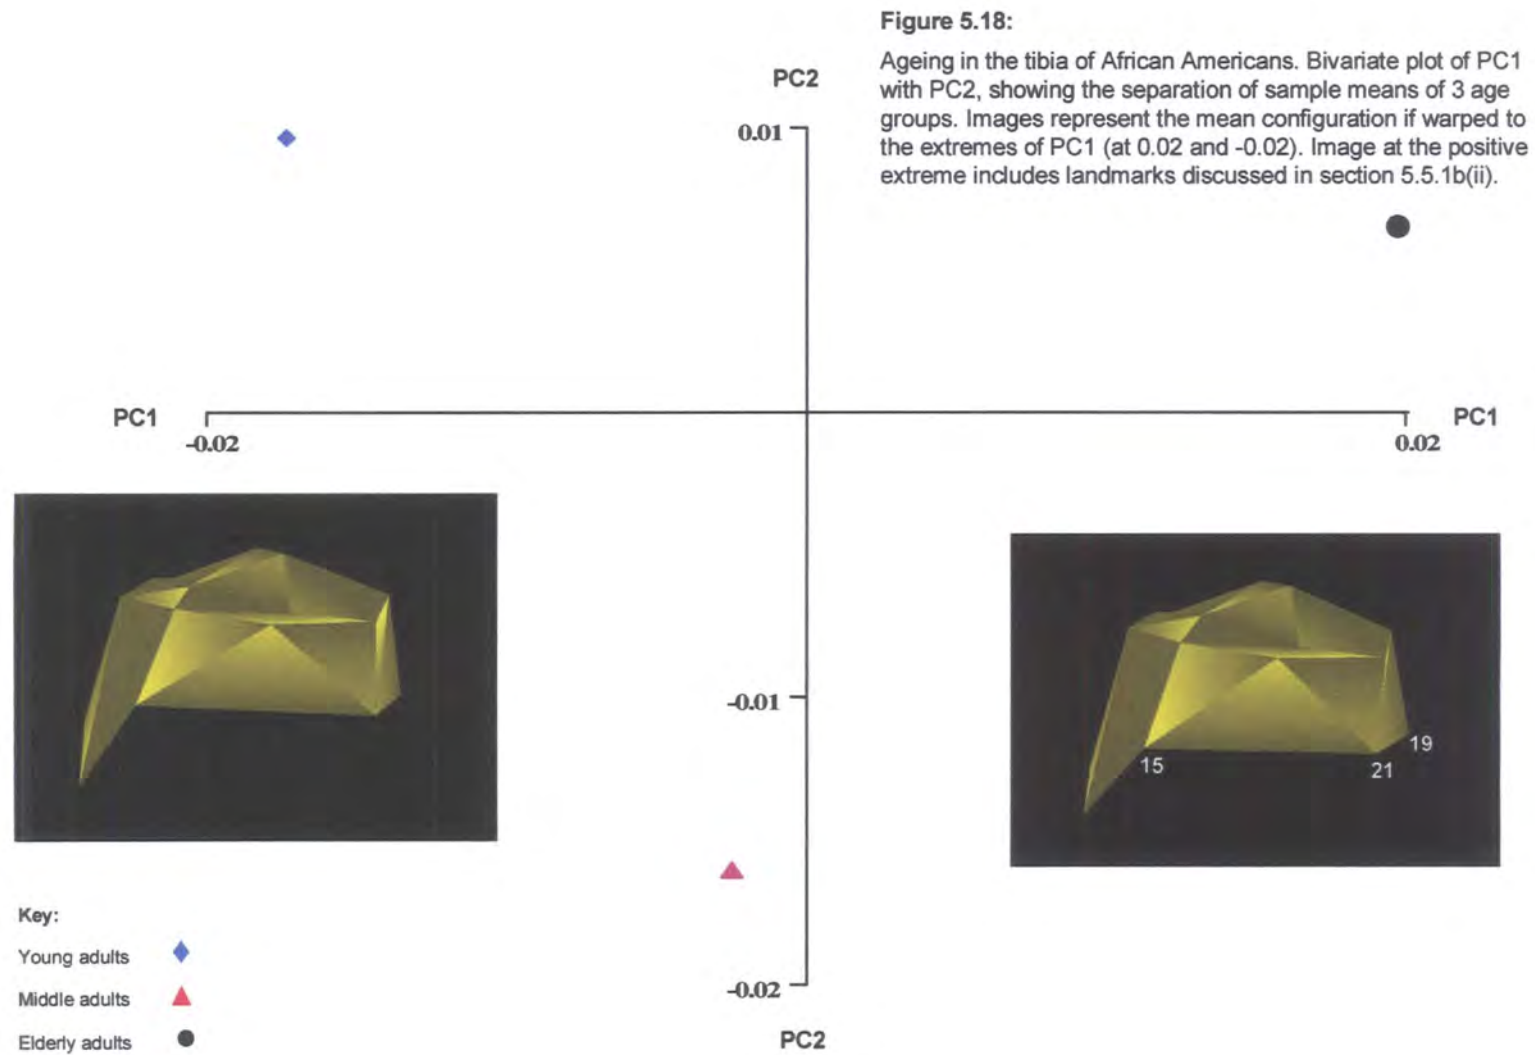 Figure 5.18:
Ageing in the tibia of African Americans. Bivariate plot of PC1
with PC2, showing the separation of sample means of 3 age
groups. Images represent the mean configuration if warped to
the extremes of PC1 (at 0.02 and -0.02). Image at the positive
extreme includes landmarks discussed in section 5.5.1b(ii).
PC2
0.01
PC1
-0.02
PC1
0.02
-0.01
19
15
21
-0.02
PC2
Key:
Young adults
Middle adults
Elderly adults